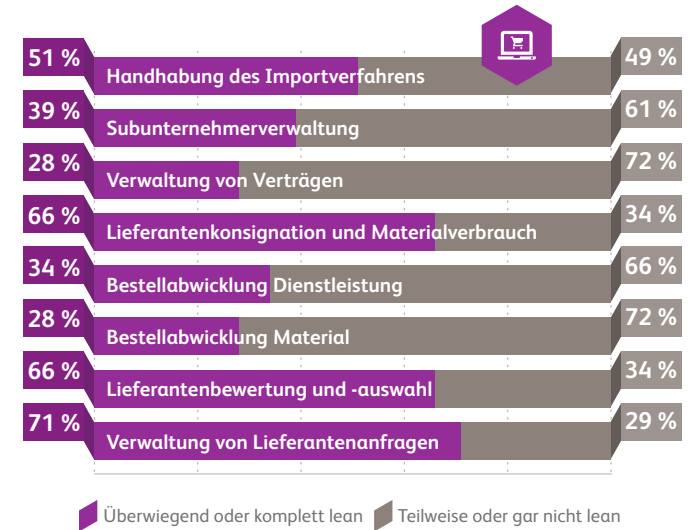 51 % Handhabung des Importverfahrens 49 %
39 % Subunternehmerverwaltung 61 %
28 % Verwaltung von Verträgen 72 %
66 % Lieferantenkonsignation und Materialverbrauch 34 %
34 % Bestellabwicklung Dienstleistung 66 %
28 % Bestellabwicklung Material 72 %
66 % Lieferantenbewertung und -auswahl 34 %
71 % Verwaltung von Lieferantenanfragen 29 %
Überwiegend oder komplett lean Teilweise oder gar nicht lean